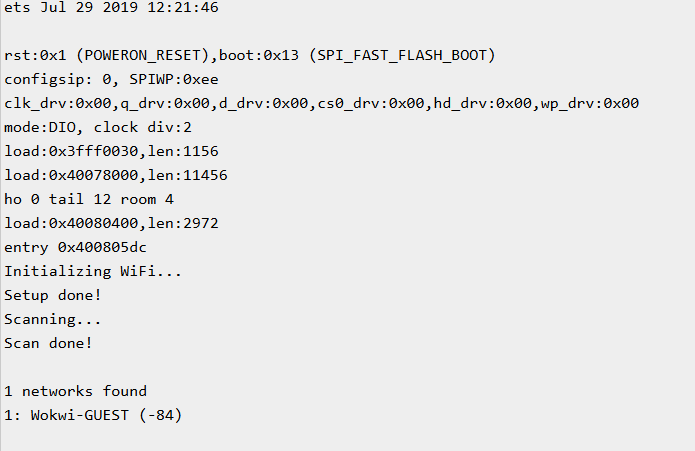 ets Jul 29 2019 12:21:46
rst:0x1 (POWERON_RESET),boot:0x13 (SPI_FAST_FLASH_BOOT)
configsip: 0, SPIWP:0xee
clk_drv:0x00,q_drv:0x00,d_drv:0x00,cs0_drv:0x00,hd_drv:0x00,wp_drv:0x00
mode:DIO, clock div:2
load:0x3fff0030,len:1156
load:0x40078000,len:11456
ho 0 tail 12 room 4
load:0x40080400,len:2972
entry 0x400805dc
Initializing WiFi...
Setup done!
Scanning...
Scan done!
1 networks found
1: Wokwi-GUEST (-84)